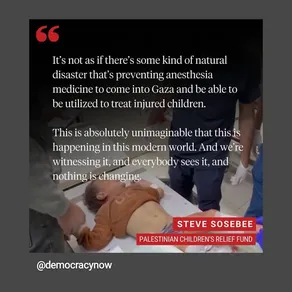 It's not as if there's some kind of natural
disaster that's preventing anesthesia
medicine to come into Gaza and be able to
be utilized to treat injured children.
This is absolutely unimaginable that this is
happening in this modern world. And we're
witnessing it, and everybody sees it, and
nothing is changing.
STEVE SOSEBEE
PALESTINIAN CHILDREN'S RELIEF FUND
@democracynow